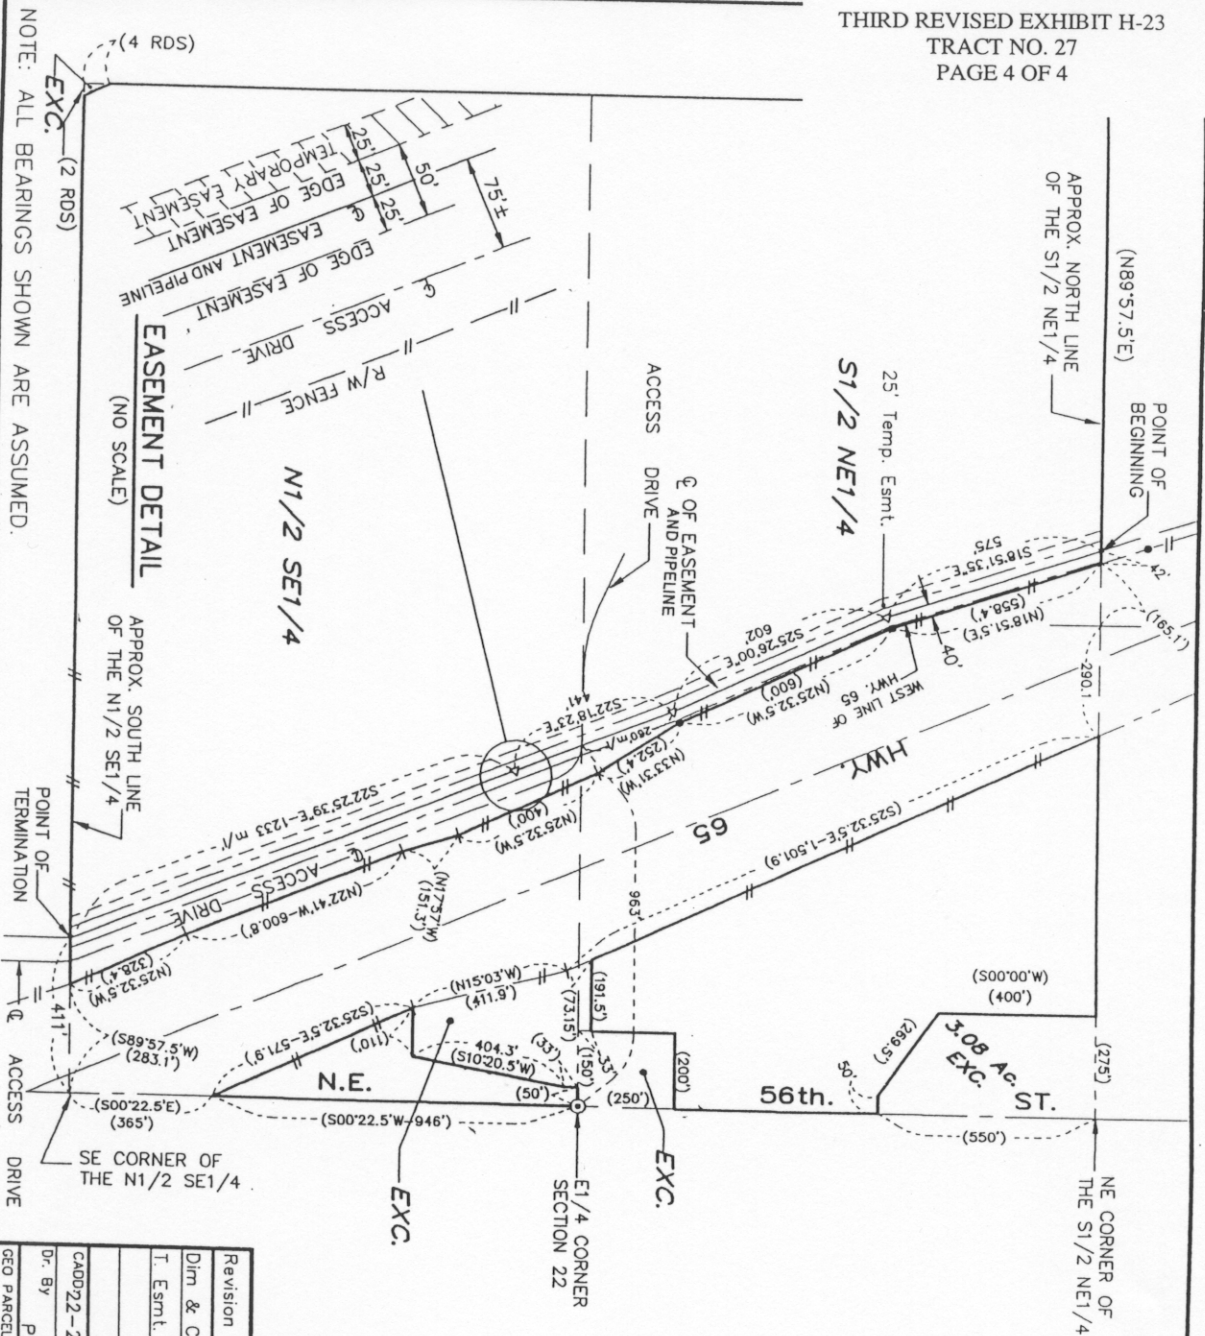 THIRD REVISED EXHIBIT H-23
TRACT NO. 27
PAGE 4 OF 4
NOTE: ALL BEARINGS SHOWN ARE ASSUMED.
(4 RDS)
EXC.
(2 RDS)
25'
25'
25'
50'
75'±
TEMPORARY EASEMENT
EDGE OF EASEMENT
EASEMENT AND PIPELINE
EDGE OF EASEMENT
ACCESS DRIVE
R/W FENCE
EASEMENT DETAIL
(NO SCALE)
N1/2 SE1/4
APPROX. SOUTH LINE
OF THE N1/2 SE1/4
POINT OF
TERMINATION
(N89°57.5'E)
APPROX. NORTH LINE
OF THE S1/2 NE1/4
POINT OF
BEGINNING
S1/2 NE1/4
25' Temp. Esmt.
ACCESS DRIVE
℄ OF EASEMENT
AND PIPELINE
S18°51'35"E
575'
(N18°51.5'E)
(558.4')
42'
(165.1')
290.1
40'
WEST LINE OF
HWY. 65
S25°26'00"E
602'
(N25°32.5'W)
(600')
HWY.
65
S22°18'23"E
441'
260'm/l
(N33°31'W)
(252.4')
(N25°32.5'W)
(400')
(S25°32.5'E-1,501.9)
963'
S22°25'39"E-1233 m/l
℄ ACCESS DRIVE
(N17°57'W)
(151.3')
(N22°41'W-600.8')
(N25°32.5'W)
(328.4')
411'
℄ ACCESS DRIVE
(S89°57.5'W)
(283.1')
(S00°22.5'E)
(365')
SE CORNER OF
THE N1/2 SE1/4
(S25°32.5'E-571.9')
(110')
(N15°03'W)
(411.9')
404.3'
(S10°20.5'W)
(73.15')
(191.5')
(33')
(150')
33'
(50')
(250')
(200')
N.E.
56th.
ST.
(S00°22.5'W-946')
EXC.
EXC.
E1/4 CORNER
SECTION 22
(S00°00'W)
(400')
(269.5')
50'
3.08 Ac.
EXC.
(275')
(550')
NE CORNER OF
THE S1/2 NE1/4
Revision
Dim & C
T. Esmt.
CADD22-2
Dr. By
P
GEO PARCEL